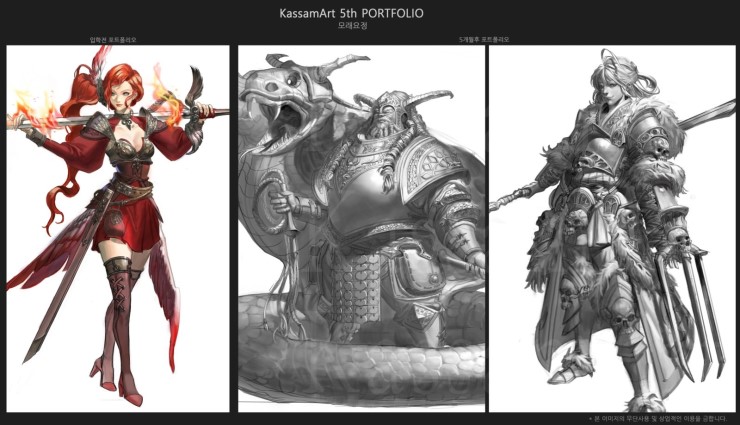 KassamArt 5th PORTFOLIO
모래요정
입학전 포트폴리오
5개월후 포트폴리오
* 본 이미지의 무단사용 및 상업적인 이용을 금합니다.